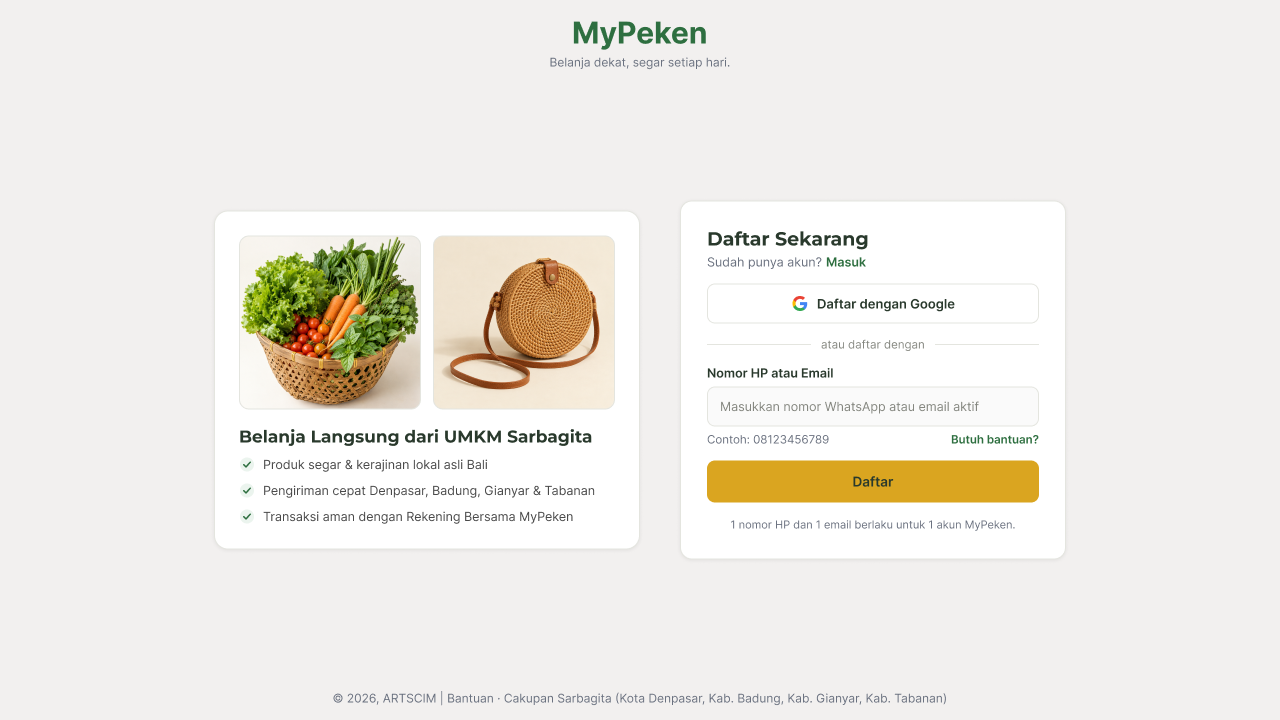 MyPeken
Belanja dekat, segar setiap hari.
Belanja Langsung dari UMKM Sarbagita
Produk segar & kerajinan lokal asli Bali
Pengiriman cepat Denpasar, Badung, Gianyar & Tabanan
Transaksi aman dengan Rekening Bersama MyPeken
Daftar Sekarang
Sudah punya akun? Masuk
Daftar dengan Google
atau daftar dengan
Nomor HP atau Email
Masukkan nomor WhatsApp atau email aktif
Contoh: 08123456789 Butuh bantuan?
Daftar
1 nomor HP dan 1 email berlaku untuk 1 akun MyPeken.
© 2026, ARTSCIM | Bantuan · Cakupan Sarbagita (Kota Denpasar, Kab. Badung, Kab. Gianyar, Kab. Tabanan)